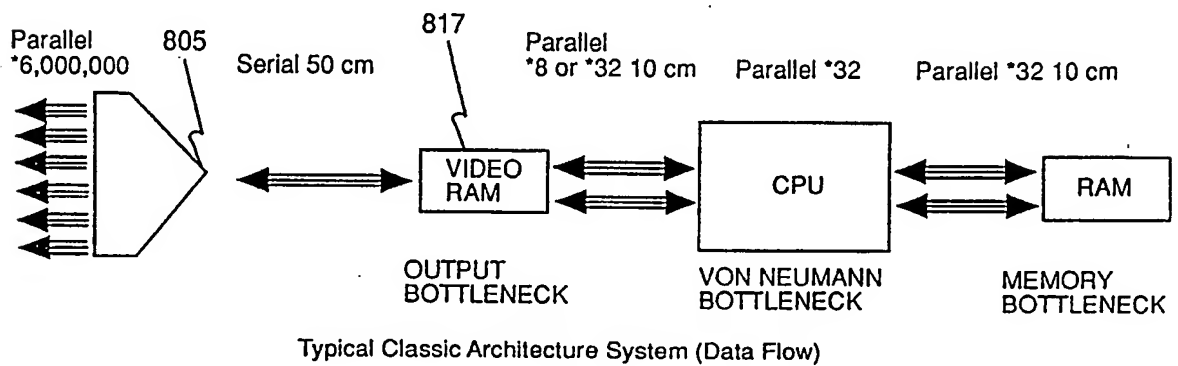 Parallel
*6,000,000
805
Serial 50 cm
817
Parallel
*8 or *32 10 cm
Parallel *32
Parallel *32 10 cm
VIDEO
RAM
CPU
RAM
OUTPUT
BOTTLENECK
VON NEUMANN
BOTTLENECK
MEMORY
BOTTLENECK
Typical Classic Architecture System (Data Flow)